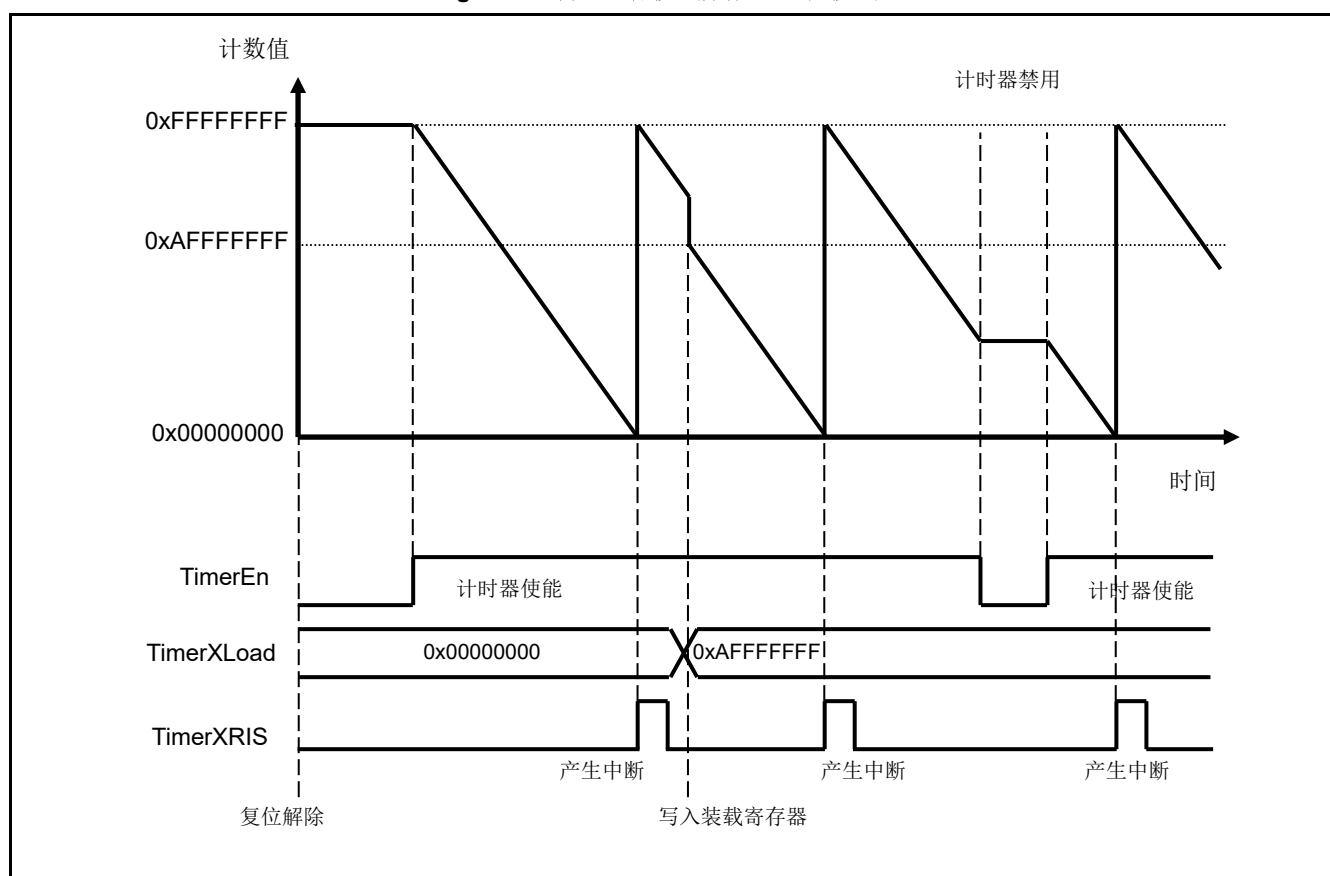 计数值
计时器禁用
0xFFFFFFFF
0xAFFFFFFF
0x00000000
时间
TimerEn
计时器使能
计时器使能
TimerXLoad
0x00000000
0xAFFFFFFF
TimerXRIS
产生中断
产生中断
产生中断
复位解除
写入装载寄存器